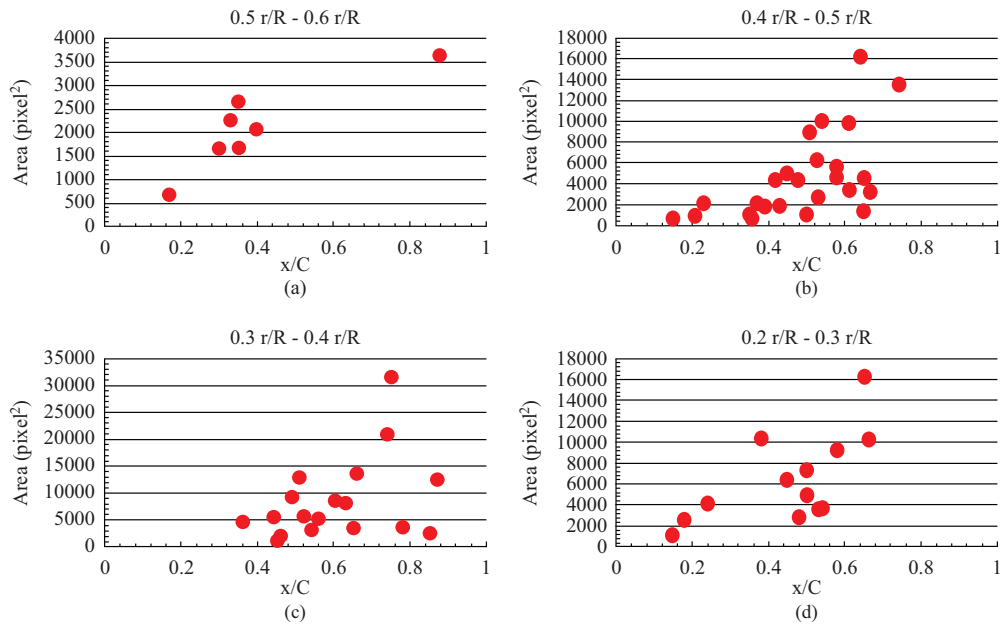 0.5 r/R - 0.6 r/R
Area (pixel²)
4000
3500
3000
2500
2000
1500
1000
500
0
0 0.2 0.4 0.6 0.8 1
x/C
(a)
0.4 r/R - 0.5 r/R
Area (pixel²)
18000
16000
14000
12000
10000
8000
6000
4000
2000
0
0 0.2 0.4 0.6 0.8 1
x/C
(b)
0.3 r/R - 0.4 r/R
Area (pixel²)
35000
30000
25000
20000
15000
10000
5000
0
0 0.2 0.4 0.6 0.8 1
x/C
(c)
0.2 r/R - 0.3 r/R
Area (pixel²)
18000
16000
14000
12000
10000
8000
6000
4000
2000
0
0 0.2 0.4 0.6 0.8 1
x/C
(d)